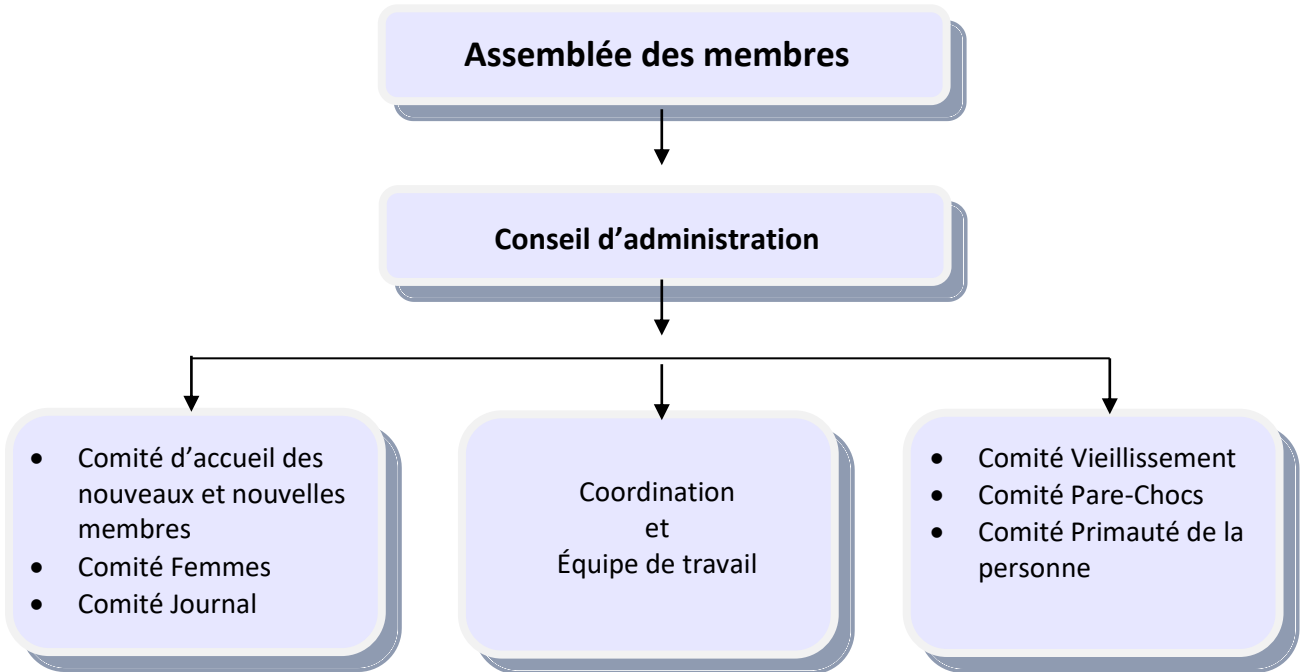 Assemblée des membres
Conseil d’administration
• Comité d’accueil des
nouveaux et nouvelles
membres
• Comité Femmes
• Comité Journal
Coordination
et
Équipe de travail
• Comité Vieillissement
• Comité Pare-Chocs
• Comité Primauté de la
personne